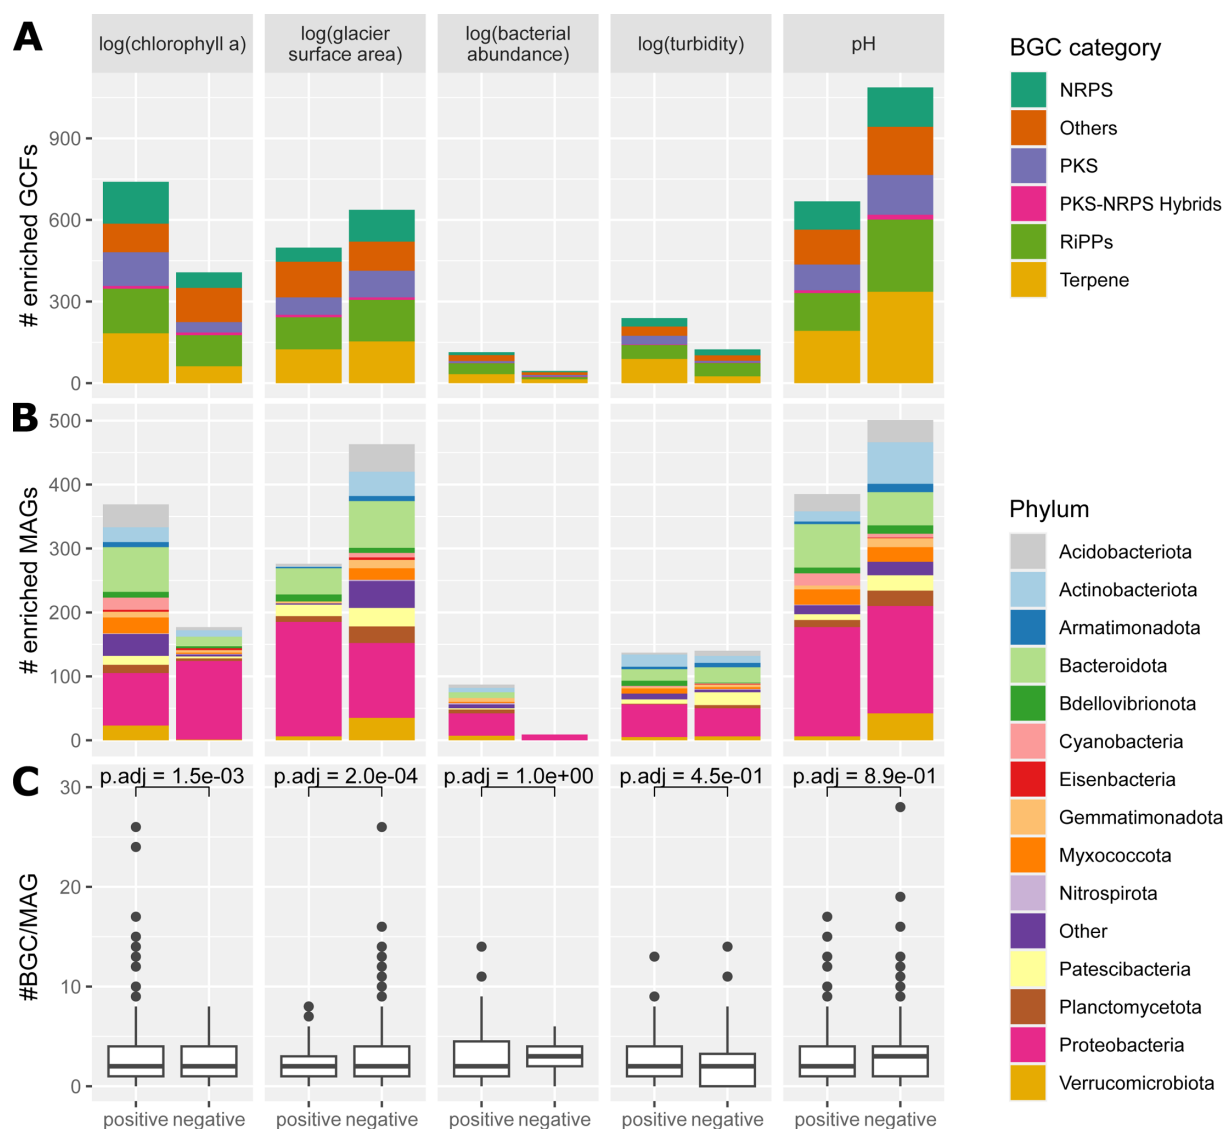 A
log(chlorophyll a)
log(glacier
surface area)
log(bacterial
abundance)
log(turbidity)
pH
# enriched GCFs
900
600
300
0
BGC category
NRPS
Others
PKS
PKS-NRPS Hybrids
RiPPs
Terpene
B
# enriched MAGs
500
400
300
200
100
0
Phylum
Acidobacteriota
Actinobacteriota
Armatimonadota
Bacteroidota
Bdellovibrionota
Cyanobacteria
Eisenbacteria
Gemmatimonadota
Myxococcota
Nitrospirota
Other
Patescibacteria
Planctomycetota
Proteobacteria
Verrucomicrobiota
C
#BGC/MAG
30
20
10
0
p.adj = 1.5e-03
p.adj = 2.0e-04
p.adj = 1.0e+00
p.adj = 4.5e-01
p.adj = 8.9e-01
positive negative
positive negative
positive negative
positive negative
positive negative